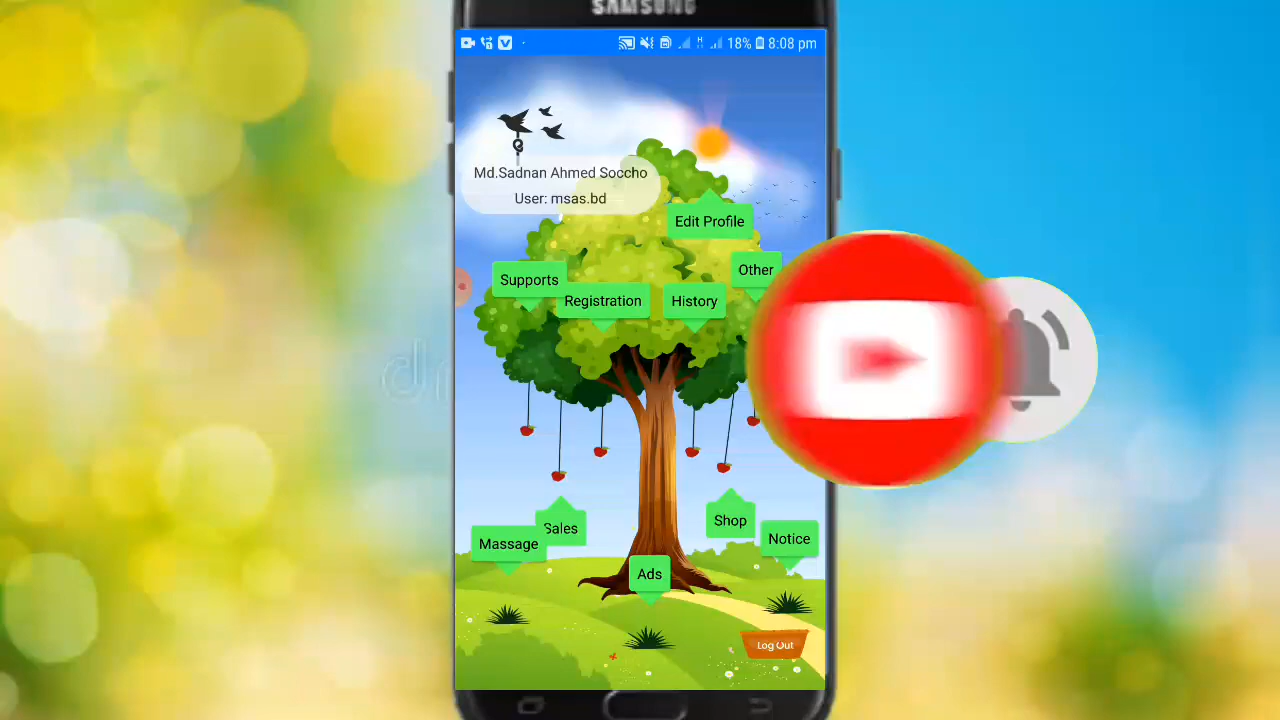 SAMSUNG
18% 8:08 pm
Md.Sadnan Ahmed Soccho
User: msas.bd
Edit Profile
Other
Supports
Registration
History
Shop
Sales
Notice
Massage
Ads
Log Out